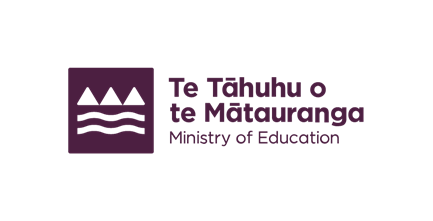 Te Tāhuhu o
te Mātauranga
Ministry of Education